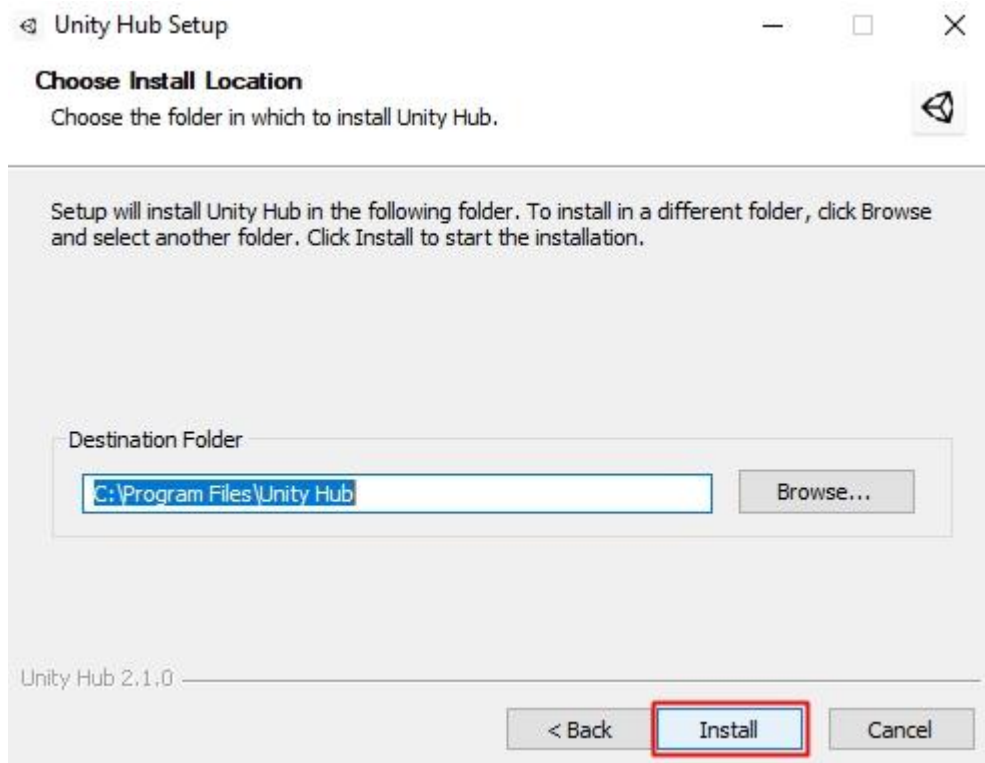 Unity Hub Setup
Choose Install Location
Choose the folder in which to install Unity Hub.
Setup will install Unity Hub in the following folder. To install in a different folder, click Browse
and select another folder. Click Install to start the installation.
Destination Folder
C:\Program Files\Unity Hub
Browse...
Unity Hub 2.1.0
< Back
Install
Cancel